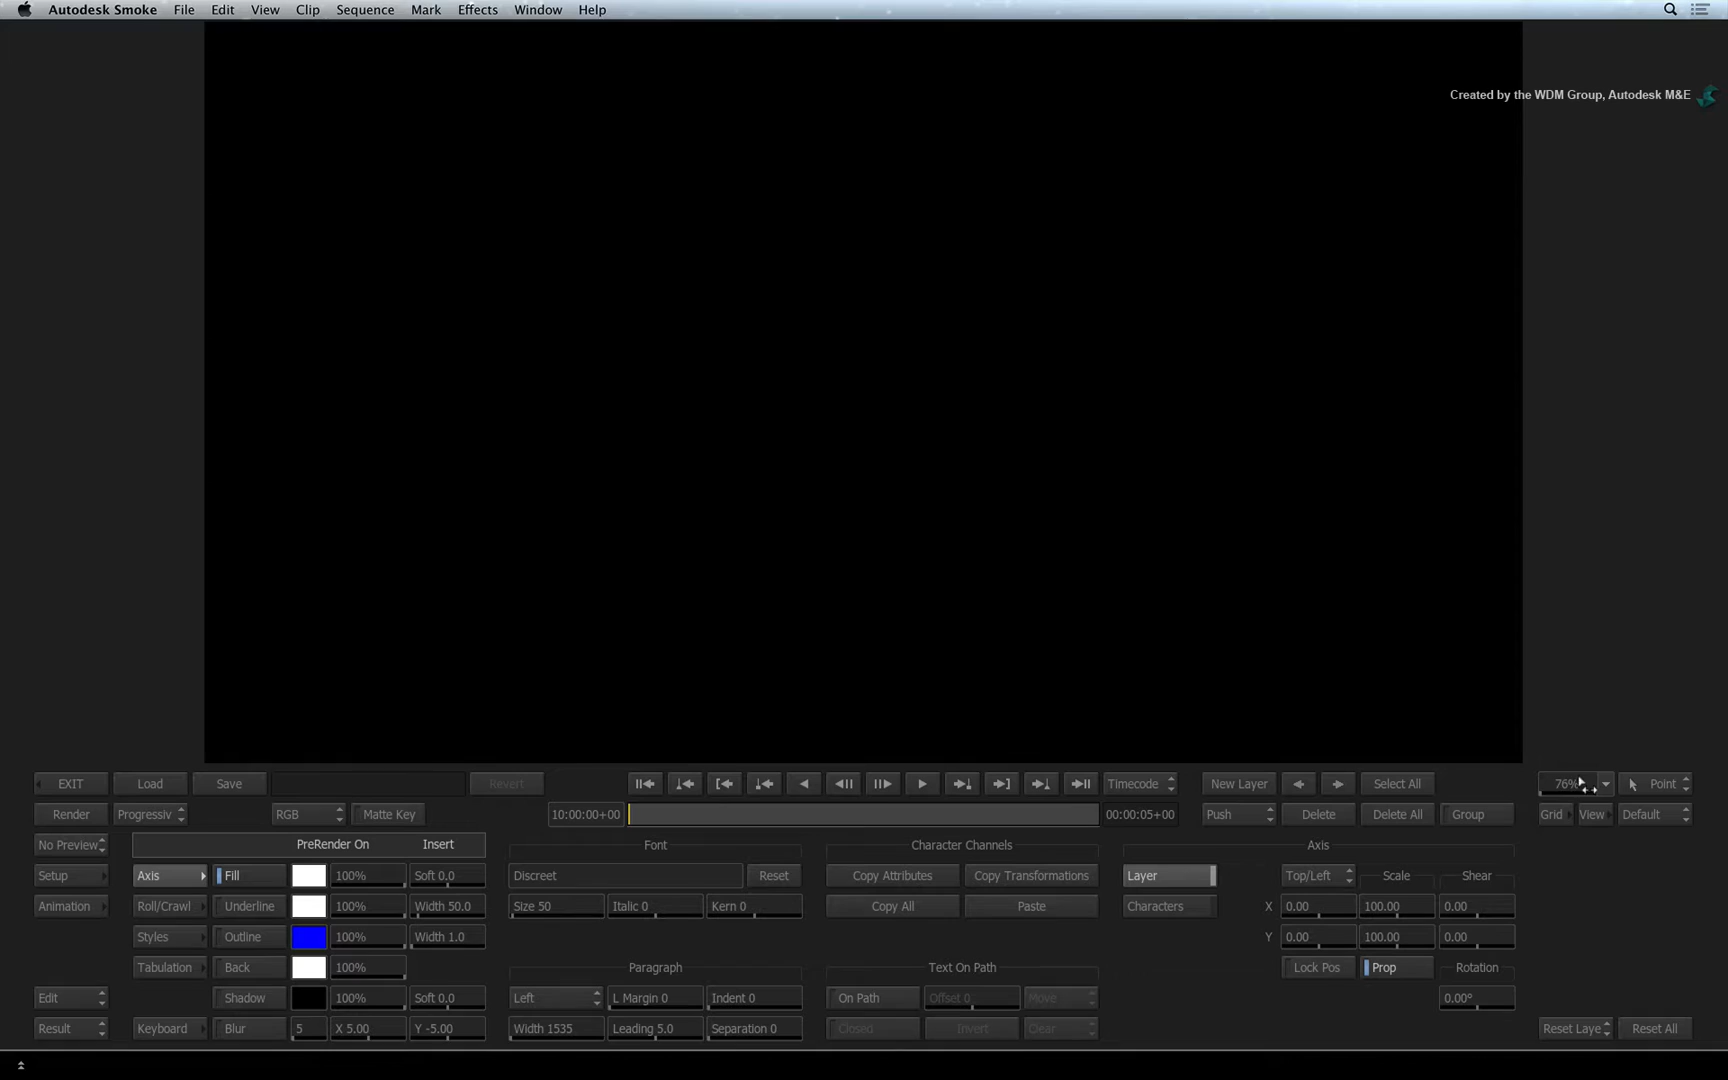 Autodesk Smoke File Edit View Clip Sequence Mark Effects Window Help
Created by the WDM Group, Autodesk M&E
EXIT Load Save Revert Timecode New Layer Select All 76% Point
Render Progressiv RGB Matte Key 10:00:00+00 00:00:05+00 Push Delete Delete All Group Grid View Default
No Preview PreRender On Insert Font Character Channels Axis
Setup Axis Fill 100% Soft 0.0 Discreet Reset Copy Attributes Copy Transformations Layer Top/Left Scale Shear
Animation Roll/Crawl Underline 100% Width 50.0 Size 50 Italic 0 Kern 0 Copy All Paste Characters X 0.00 100.00 0.00
Styles Outline 100% Width 1.0 Y 0.00 100.00 0.00
Tabulation Back 100% Paragraph Text On Path Lock Pos Prop Rotation
Edit Shadow 100% Soft 0.0 Left L Margin 0 Indent 0 On Path Offset 0 Move 0.00°
Result Keyboard Blur 5 X 5.00 Y -5.00 Width 1535 Leading 5.0 Separation 0 Closed Invert Clear Reset Laye Reset All